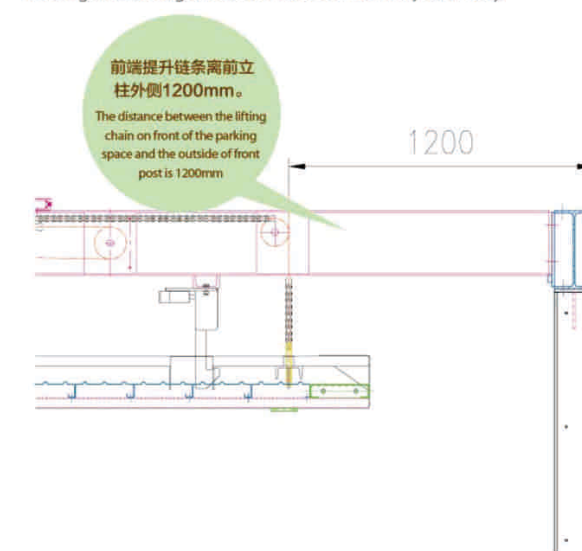 前端提升链条离前立
柱外侧1200mm。
The distance between the lifting
chain on front of the parking
space and the outside of front
post is 1200mm
1200